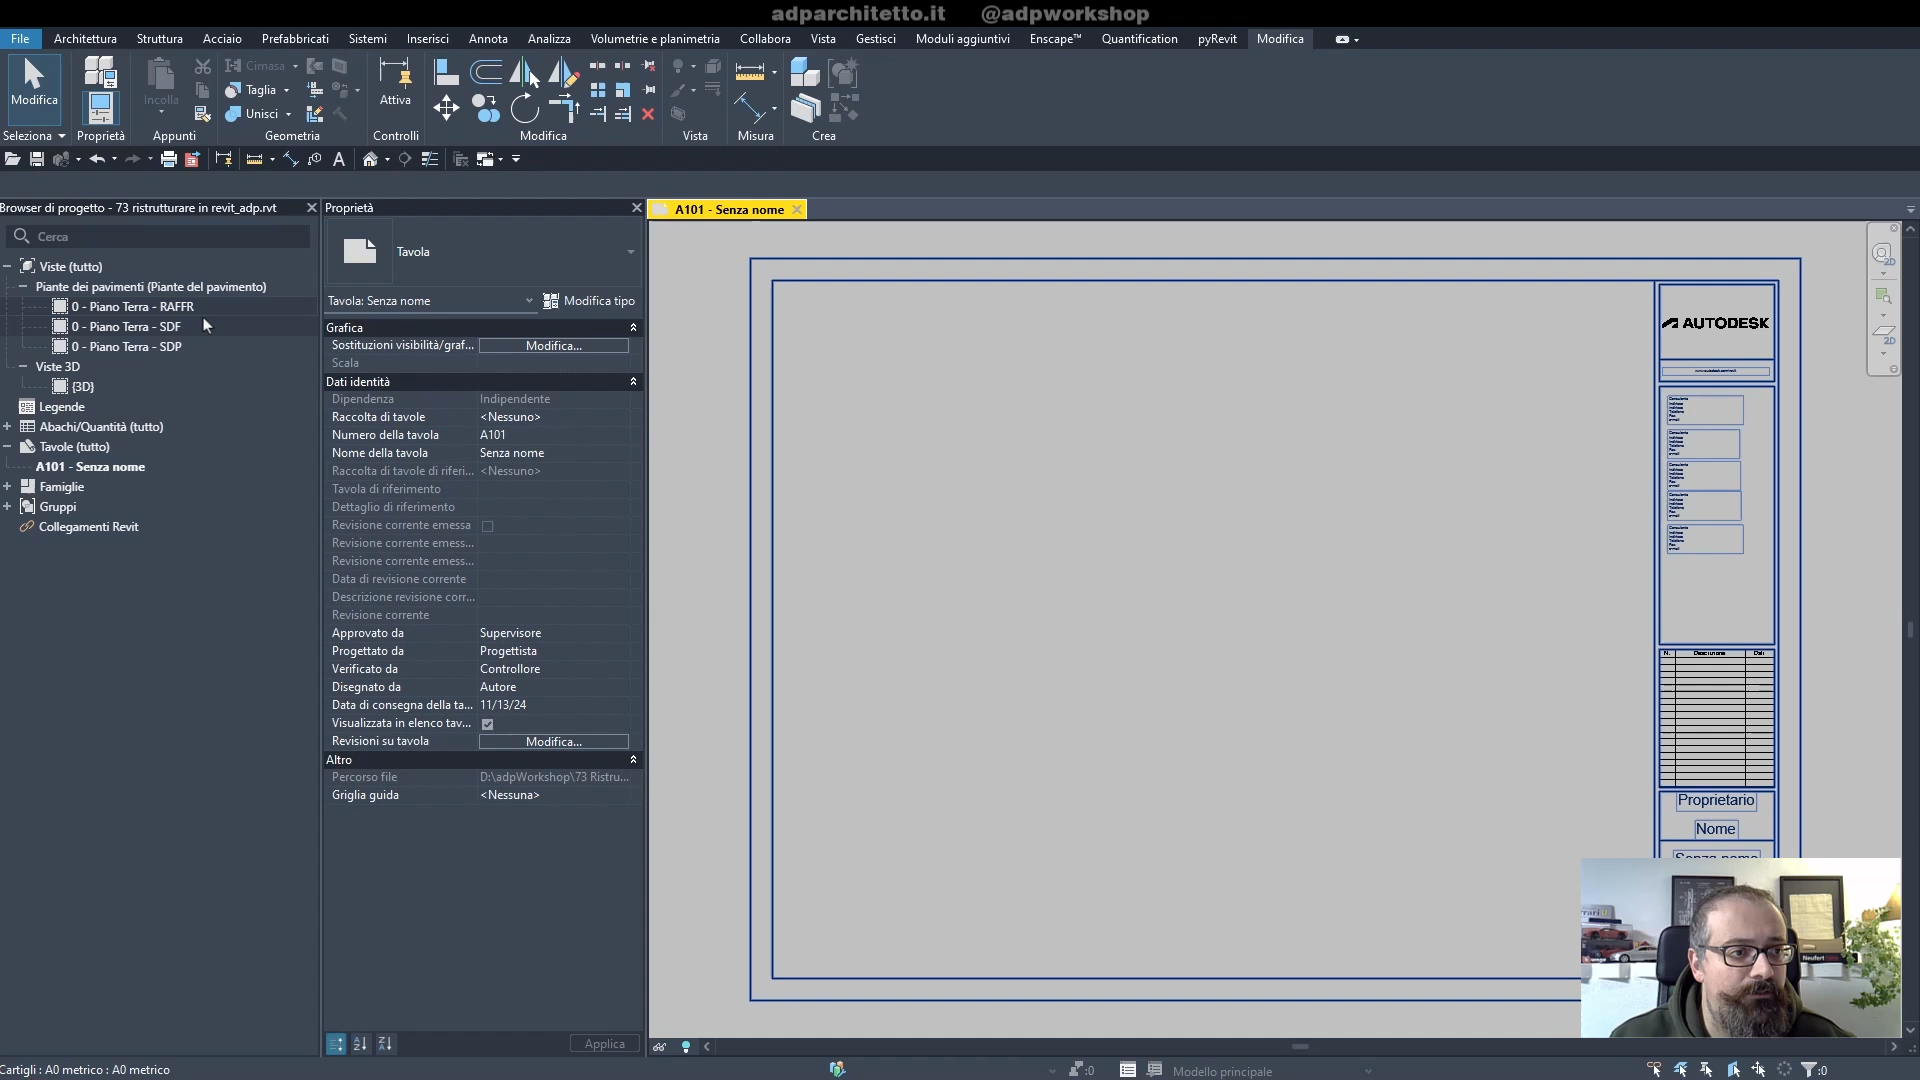 adparchitetto.it @adpworkshop
File Architettura Struttura Acciaio Prefabbricati Sistemi Inserisci Annota Analizza Volumetrie e planimetria Collabora Vista Gestisci Moduli aggiuntivi Enscape™ Quantification pyRevit Modifica
Modifica
Seleziona
Proprietà
Incolla
Appunti
Cimasa
Taglia
Unisci
Geometria
Attiva
Controlli
Modifica
Vista
Misura
Crea
Browser di progetto - 73 ristrutturare in revit_adp.rvt
Cerca
Viste (tutto)
Piante dei pavimenti (Piante del pavimento)
0 - Piano Terra - RAFFR
0 - Piano Terra - SDF
0 - Piano Terra - SDP
Viste 3D
{3D}
Legende
Abachi/Quantità (tutto)
Tavole (tutto)
A101 - Senza nome
Famiglie
Gruppi
Collegamenti Revit
Proprietà
Tavola
Tavola: Senza nome
Modifica tipo
Grafica
Sostituzioni visibilità/graf... Modifica...
Scala
Dati identità
Dipendenza Indipendente
Raccolta di tavole <Nessuno>
Numero della tavola A101
Nome della tavola Senza nome
Raccolta di tavole di riferi... <Nessuno>
Tavola di riferimento
Dettaglio di riferimento
Revisione corrente emessa
Revisione corrente emess...
Revisione corrente emess...
Data di revisione corrente
Descrizione revisione corr...
Revisione corrente
Approvato da Supervisore
Progettato da Progettista
Verificato da Controllore
Disegnato da Autore
Data di consegna della ta... 11/13/24
Visualizzata in elenco tav...
Revisioni su tavola Modifica...
Altro
Percorso file D:\adpWorkshop\73 Ristru...
Griglia guida <Nessuna>
Applica
A101 - Senza nome
2D
2D
AUTODESK
N. Descrizione Data
Proprietario
Nome
Senza nome
Ferrari
Neufert
Cartigli : A0 metrico : A0 metrico
:0
Modello principale
:0